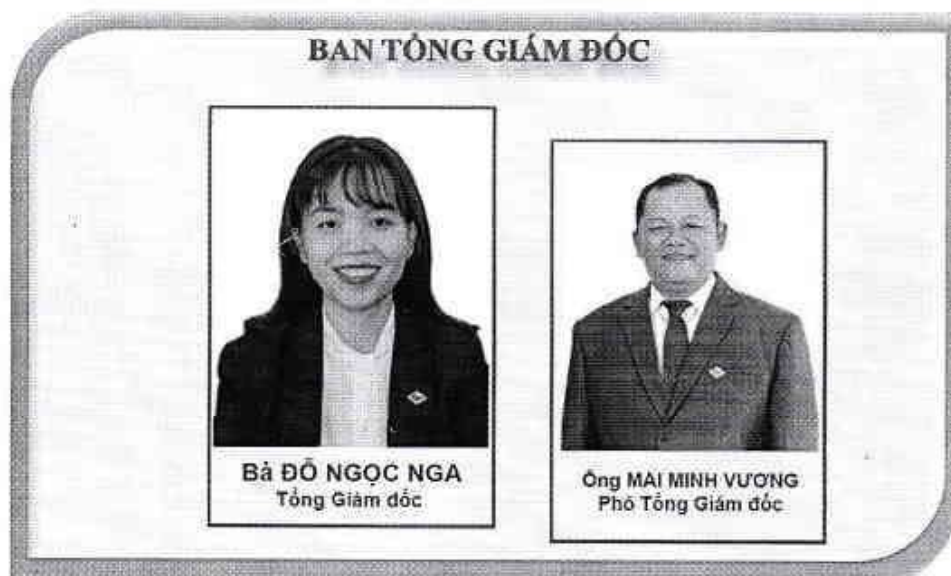 BAN TỔNG GIÁM ĐỐC
Bà ĐỖ NGỌC NGA
Tổng Giám đốc
Ông MAI MINH VƯƠNG
Phó Tổng Giám đốc